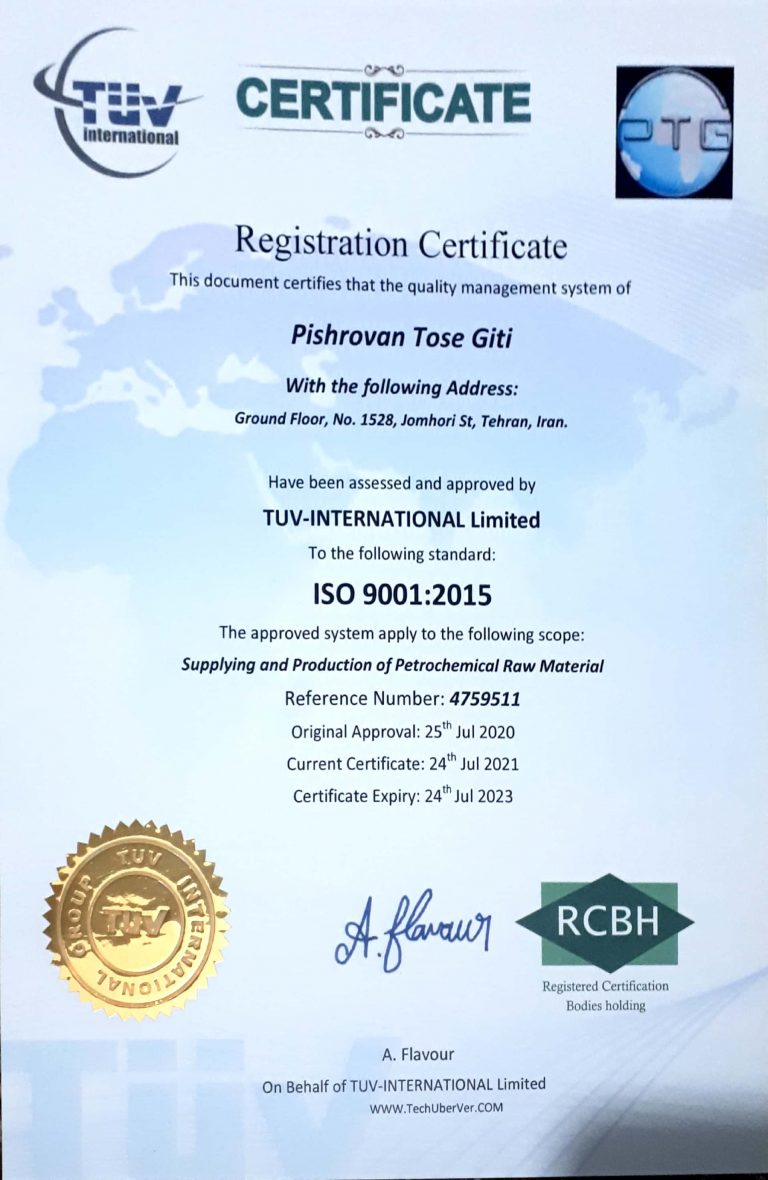 TÜV
international
CERTIFICATE
PTG
Registration Certificate
This document certifies that the quality management system of
Pishrovan Tose Giti
With the following Address:
Ground Floor, No. 1528, Jomhori St, Tehran, Iran.
Have been assessed and approved by
TUV-INTERNATIONAL Limited
To the following standard:
ISO 9001:2015
The approved system apply to the following scope:
Supplying and Production of Petrochemical Raw Material
Reference Number: 4759511
Original Approval: 25th Jul 2020
Current Certificate: 24th Jul 2021
Certificate Expiry: 24th Jul 2023
TUV INTERNATIONAL GROUP
TUV
A. flavour
RCBH
Registered Certification
Bodies holding
A. Flavour
On Behalf of TUV-INTERNATIONAL Limited
WWW.TechUberVer.COM
TÜV